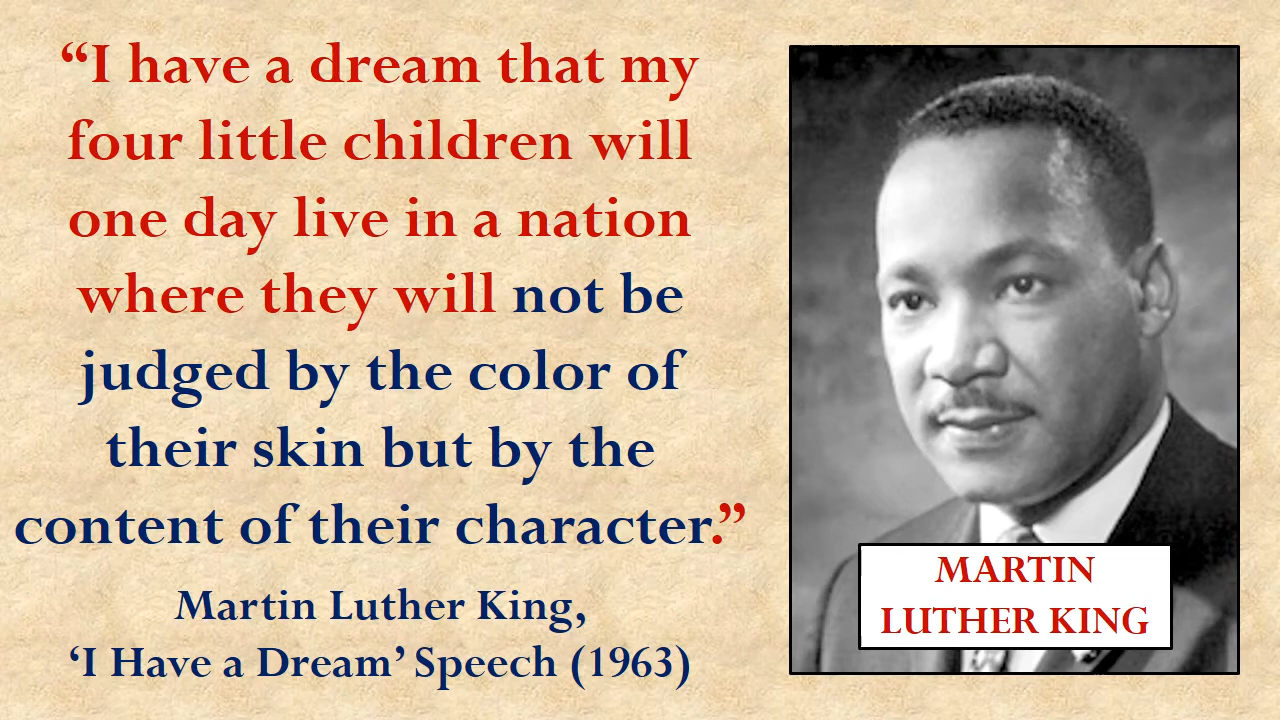 “I have a dream that my
four little children will
one day live in a nation
where they will not be
judged by the color of
their skin but by the
content of their character.”
Martin Luther King,
‘I Have a Dream’ Speech (1963)
MARTIN
LUTHER KING